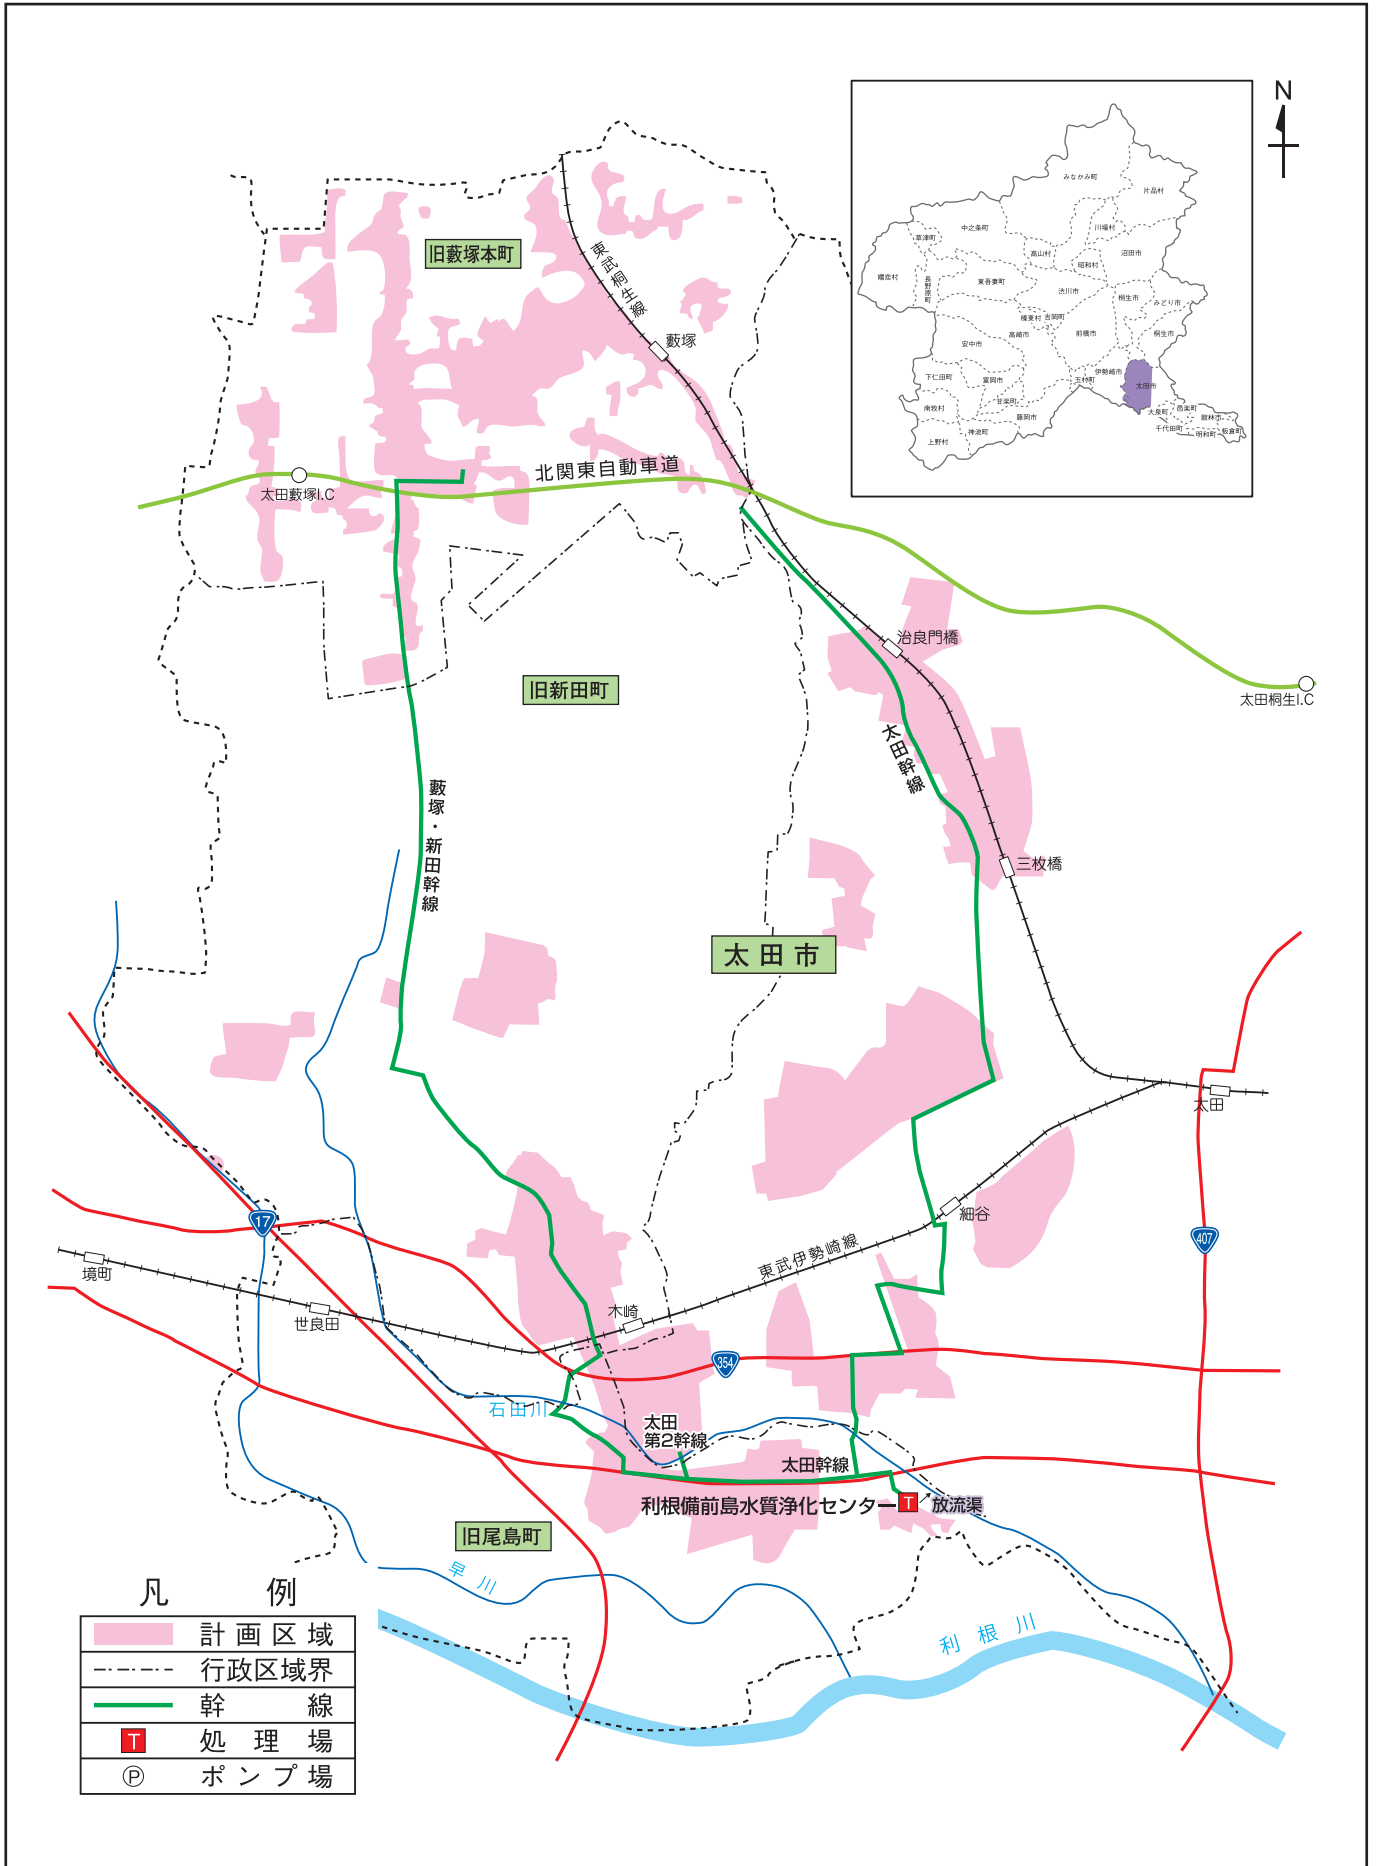 N
みなかみ町
片品村
中之条町
川場村
草津町
沼田市
高山村
昭和村
嬬恋村
長野原町
東吾妻町
渋川市
桐生市
みどり市
榛東村
吉岡町
高崎市
前橋市
桐生市
安中市
伊勢崎市
下仁田町
富岡市
玉村町
太田市
甘楽町
南牧村
藤岡市
大泉町
邑楽町
館林市
神流町
千代田町
明和町
板倉町
上野村
旧藪塚本町
東武桐生線
藪塚
北関東自動車道
太田藪塚I.C
治良門橋
旧新田町
太田桐生I.C
太田幹線
藪塚・新田幹線
三枚橋
太田市
太田
細谷
17
407
東武伊勢崎線
境町
世良田
木崎
354
石田川
太田
第2幹線
太田幹線
利根備前島水質浄化センター
T
放流渠
旧尾島町
早川
利根川
凡例
計画区域
行政区域界
幹線
T 処理場
P ポンプ場